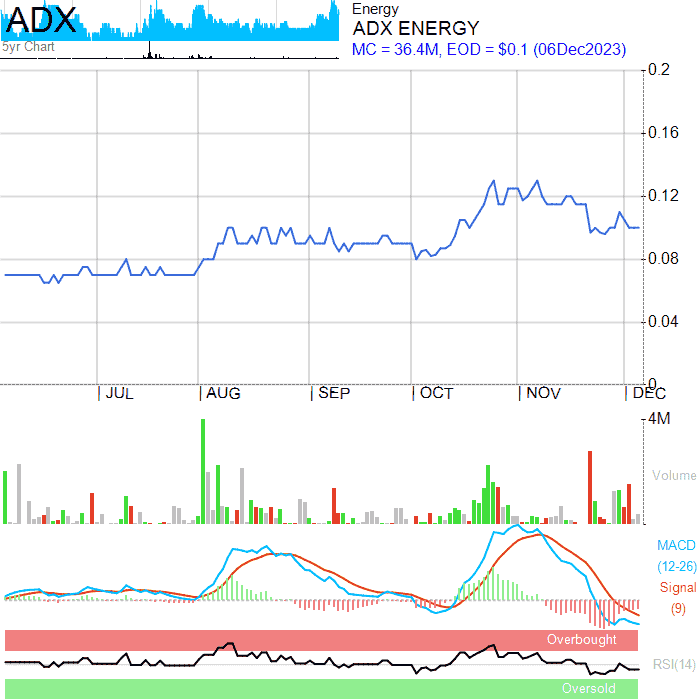 ADX
5yr Chart
Energy
ADX ENERGY
MC = 36.4M, EOD = $0.1 (06Dec2023)
0.2
0.16
0.12
0.08
0.04
0
JUL
AUG
SEP
OCT
NOV
DEC
4M
Volume
MACD
(12-26)
Signal
(9)
Overbought
RSI(14)
Oversold